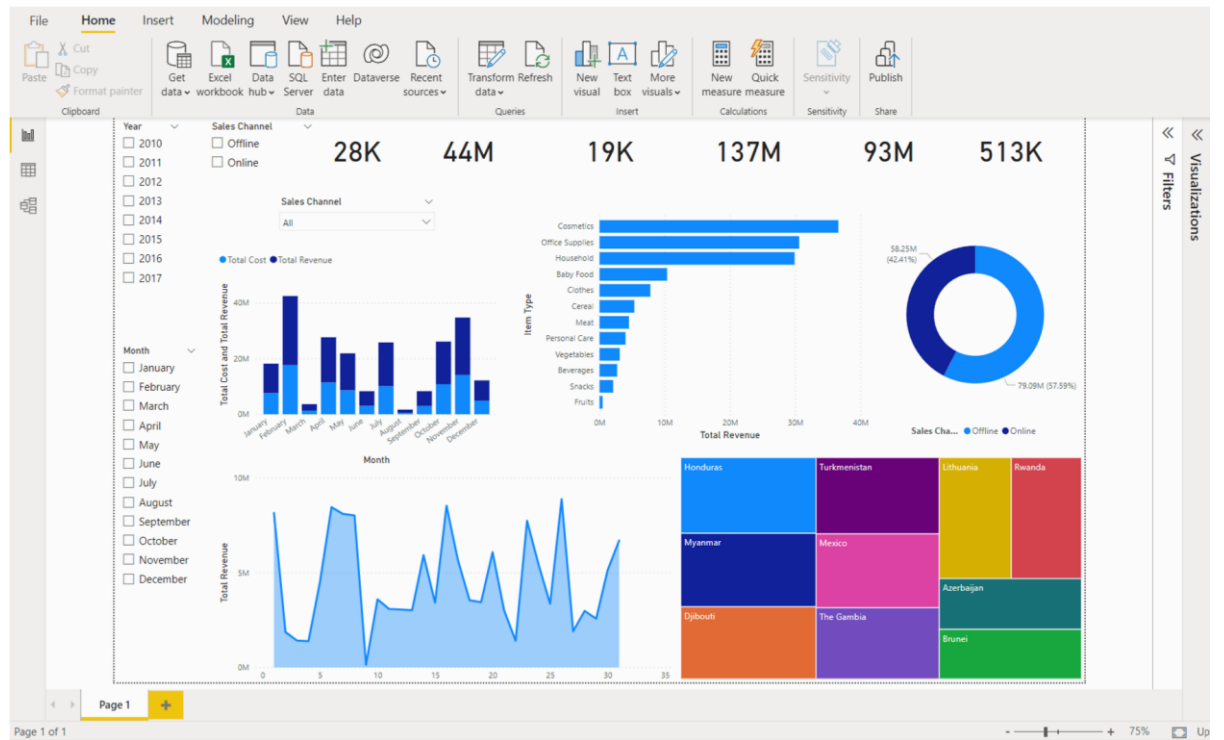 File Home Insert Modeling View Help
Paste
Cut
Copy
Format painter
Get data
Excel workbook
Data hub
SQL Server
Enter data
Dataverse
Recent sources
Transform data
Refresh
New visual
Text box
More visuals
New measure
Quick measure
Sensitivity
Publish
Clipboard Data Queries Insert Calculations Sensitivity Share
Year
2010
2011
2012
2013
2014
2015
2016
2017
Sales Channel
Offline
Online
28K 44M 19K 137M 93M 513K
Sales Channel
All
Total Cost Total Revenue
Total Cost and Total Revenue
40M
20M
0M
January February March April May June July August September October November December
Month
Item Type
Cosmetics
Office Supplies
Household
Baby Food
Clothes
Cereal
Meat
Personal Care
Vegetables
Beverages
Snacks
Fruits
0M 10M 20M 30M 40M
Total Revenue
58.25M
(42.41%)
79.09M (57.59%)
Sales Cha... Offline Online
Month
January
February
March
April
May
June
July
August
September
October
November
December
Total Revenue
10M
5M
0M
0 5 10 15 20 25 30 35
Honduras
Turkmenistan
Lithuania
Rwanda
Myanmar
Mexico
Azerbaijan
Djibouti
The Gambia
Brunei
Filters
Visualizations
Page 1
Page 1 of 1
- + 75% Up